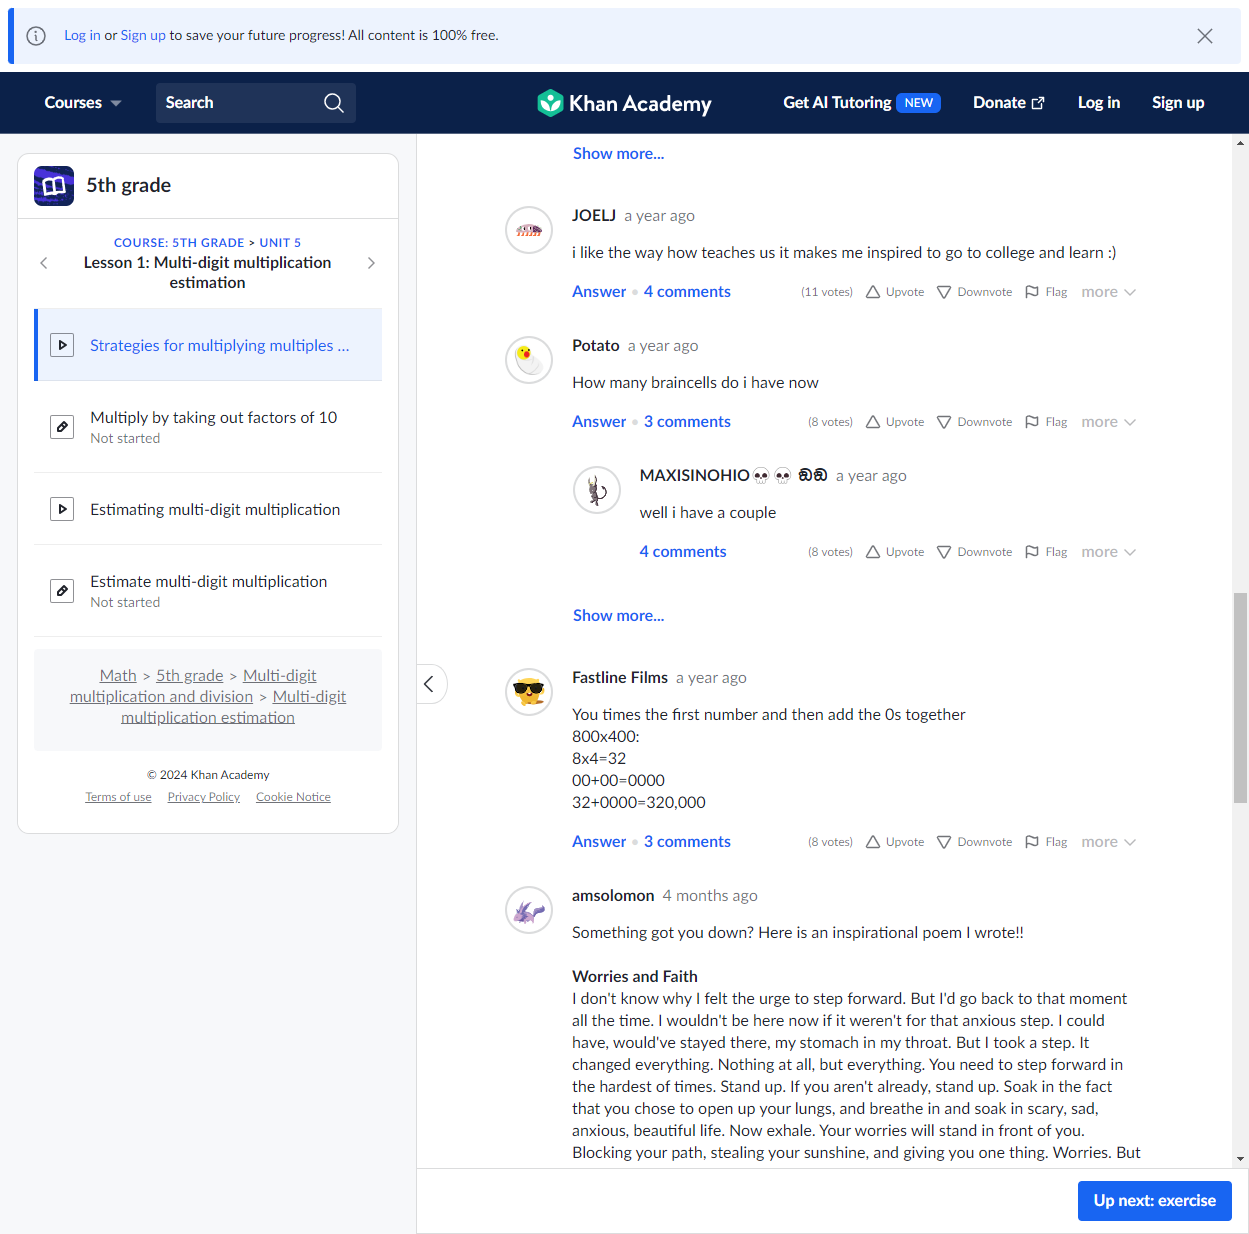 Log in or Sign up to save your future progress! All content is 100% free.
Courses
Search
Khan Academy
Get AI Tutoring NEW
Donate
Log in
Sign up
5th grade
COURSE: 5TH GRADE > UNIT 5
Lesson 1: Multi-digit multiplication
estimation
Strategies for multiplying multiples ...
Multiply by taking out factors of 10
Not started
Estimating multi-digit multiplication
Estimate multi-digit multiplication
Not started
Math > 5th grade > Multi-digit
multiplication and division > Multi-digit
multiplication estimation
© 2024 Khan Academy
Terms of use Privacy Policy Cookie Notice
Show more...
JOELJ a year ago
i like the way how teaches us it makes me inspired to go to college and learn :)
Answer • 4 comments (11 votes) Upvote Downvote Flag more
Potato a year ago
How many braincells do i have now
Answer • 3 comments (8 votes) Upvote Downvote Flag more
MAXISINOHIO💀💀 a year ago
well i have a couple
4 comments (8 votes) Upvote Downvote Flag more
Show more...
Fastline Films a year ago
You times the first number and then add the 0s together
800x400:
8x4=32
00+00=0000
32+0000=320,000
Answer • 3 comments (8 votes) Upvote Downvote Flag more
amsolomon 4 months ago
Something got you down? Here is an inspirational poem I wrote!!
Worries and Faith
I don't know why I felt the urge to step forward. But I'd go back to that moment
all the time. I wouldn't be here now if it weren't for that anxious step. I could
have, would've stayed there, my stomach in my throat. But I took a step. It
changed everything. Nothing at all, but everything. You need to step forward in
the hardest of times. Stand up. If you aren't already, stand up. Soak in the fact
that you chose to open up your lungs, and breathe in and soak in scary, sad,
anxious, beautiful life. Now exhale. Your worries will stand in front of you.
Blocking your path, stealing your sunshine, and giving you one thing. Worries. But
Up next: exercise